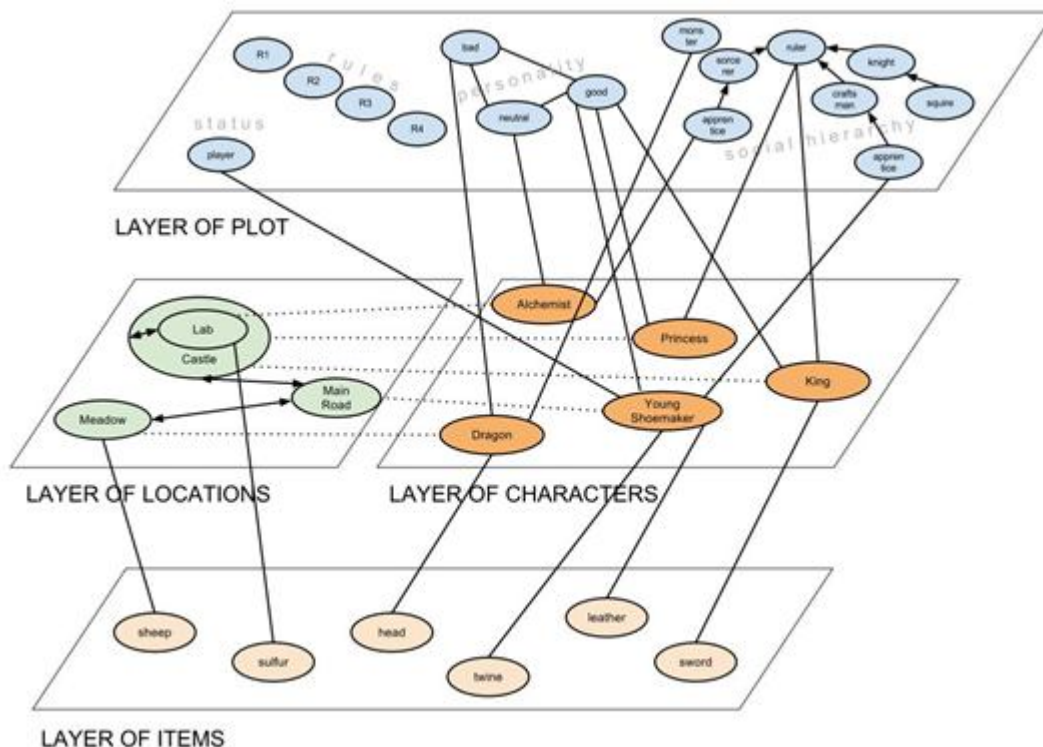 R1
R2
R3
R4
rules
status
player
bad
personality
neutral
good
mons
ter
sorce
rer
ruler
knight
crafts
man
squire
appren
tice
social hierarchy
appren
tice
LAYER OF PLOT
Lab
Castle
Main
Road
Meadow
LAYER OF LOCATIONS
Alchemist
Princess
King
Young
Shoemaker
Dragon
LAYER OF CHARACTERS
sheep
sulfur
head
twine
leather
sword
LAYER OF ITEMS